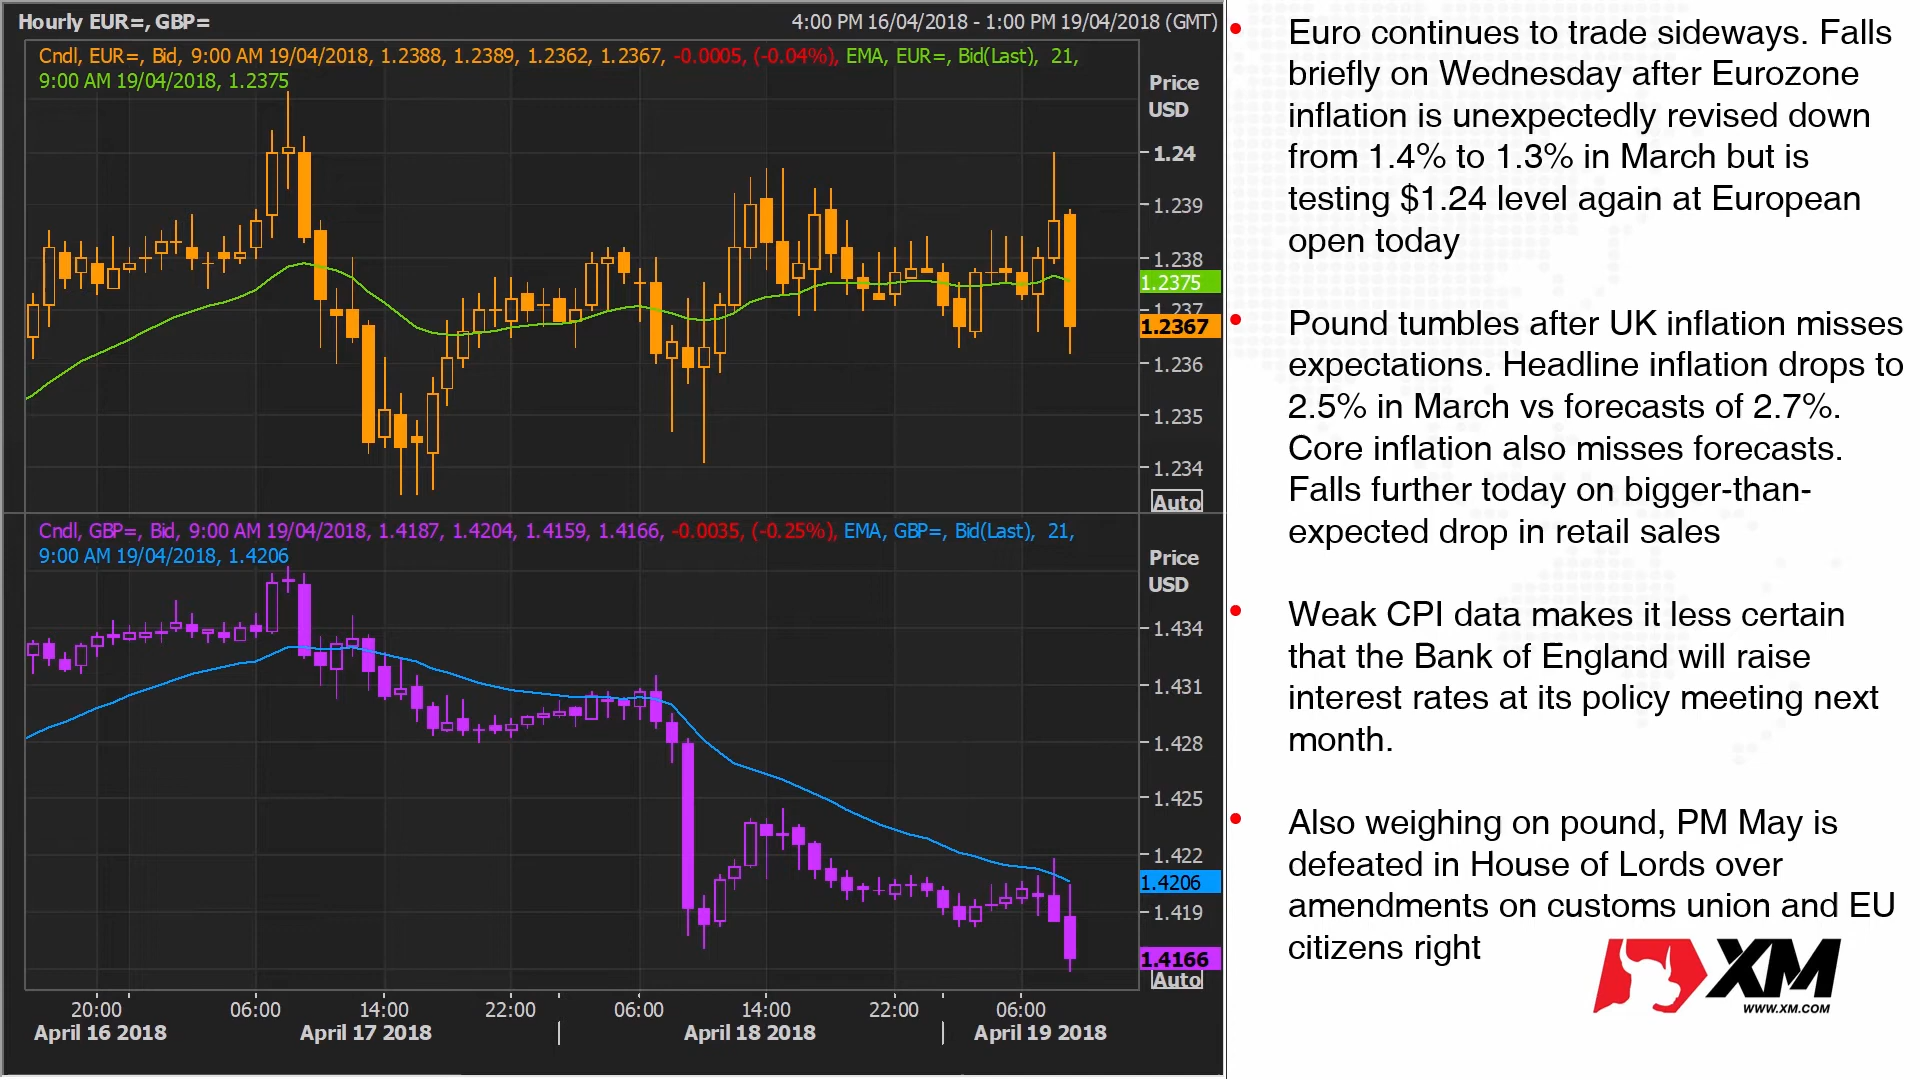 Hourly EUR=, GBP=
4:00 PM 16/04/2018 - 1:00 PM 19/04/2018 (GMT)
Cndl, EUR=, Bid, 9:00 AM 19/04/2018, 1.2388, 1.2389, 1.2362, 1.2367, -0.0005, (-0.04%), EMA, EUR=, Bid(Last), 21,
9:00 AM 19/04/2018, 1.2375
Price
USD
1.24
1.239
1.238
1.2375
1.237
1.2367
1.236
1.235
1.234
Auto
Cndl, GBP=, Bid, 9:00 AM 19/04/2018, 1.4187, 1.4204, 1.4159, 1.4166, -0.0035, (-0.25%), EMA, GBP=, Bid(Last), 21,
9:00 AM 19/04/2018, 1.4206
Price
USD
1.434
1.431
1.428
1.425
1.422
1.4206
1.419
1.4166
Auto
20:00 06:00 14:00 22:00 06:00 14:00 22:00 06:00
April 16 2018 April 17 2018 April 18 2018 April 19 2018
• Euro continues to trade sideways. Falls
briefly on Wednesday after Eurozone
inflation is unexpectedly revised down
from 1.4% to 1.3% in March but is
testing $1.24 level again at European
open today
• Pound tumbles after UK inflation misses
expectations. Headline inflation drops to
2.5% in March vs forecasts of 2.7%.
Core inflation also misses forecasts.
Falls further today on bigger-than-
expected drop in retail sales
• Weak CPI data makes it less certain
that the Bank of England will raise
interest rates at its policy meeting next
month.
• Also weighing on pound, PM May is
defeated in House of Lords over
amendments on customs union and EU
citizens right
XM
WWW.XM.COM